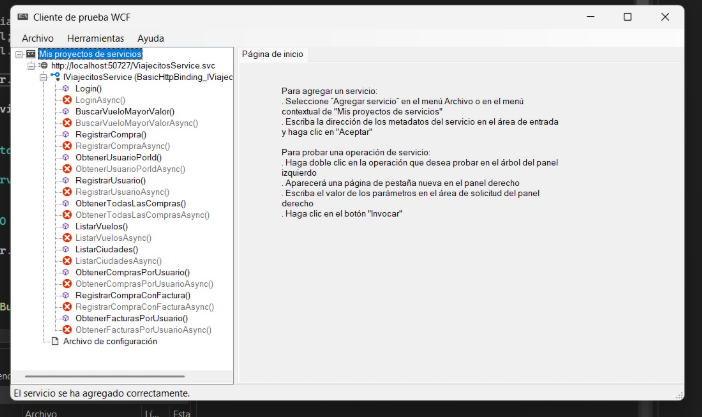 Cliente de prueba WCF
Archivo Herramientas Ayuda
Mis proyectos de servicios
http://localhost:50727/ViajecitosService.svc
IViajecitosService (BasicHttpBinding_IViajec
Login()
LoginAsync()
BuscarVueloMayorValor()
BuscarVueloMayorValorAsync()
RegistrarCompra()
RegistrarCompraAsync()
ObtenerUsuarioPorId()
ObtenerUsuarioPorIdAsync()
RegistrarUsuario()
RegistrarUsuarioAsync()
ObtenerTodasLasCompras()
ObtenerTodasLasComprasAsync()
ListarVuelos()
ListarVuelosAsync()
ListarCiudades()
ListarCiudadesAsync()
ObtenerComprasPorUsuario()
ObtenerComprasPorUsuarioAsync()
RegistrarCompraConFactura()
RegistrarCompraConFacturaAsync()
ObtenerFacturasPorUsuario()
ObtenerFacturasPorUsuarioAsync()
Archivo de configuración
Página de inicio
Para agregar un servicio:
. Seleccione ¨Agregar servicio¨ en el menú Archivo o en el menú
contextual de "Mis proyectos de servicios"
. Escriba la dirección de los metadatos del servicio en el área de entrada
y haga clic en "Aceptar"
Para probar una operación de servicio:
. Haga doble clic en la operación que desea probar en el árbol del panel
izquierdo
. Aparecerá una página de pestaña nueva en el panel derecho
. Escriba el valor de los parámetros en el área de solicitud del panel
derecho
. Haga clic en el botón "Invocar"
El servicio se ha agregado correctamente.
Archivo Lí... Esta